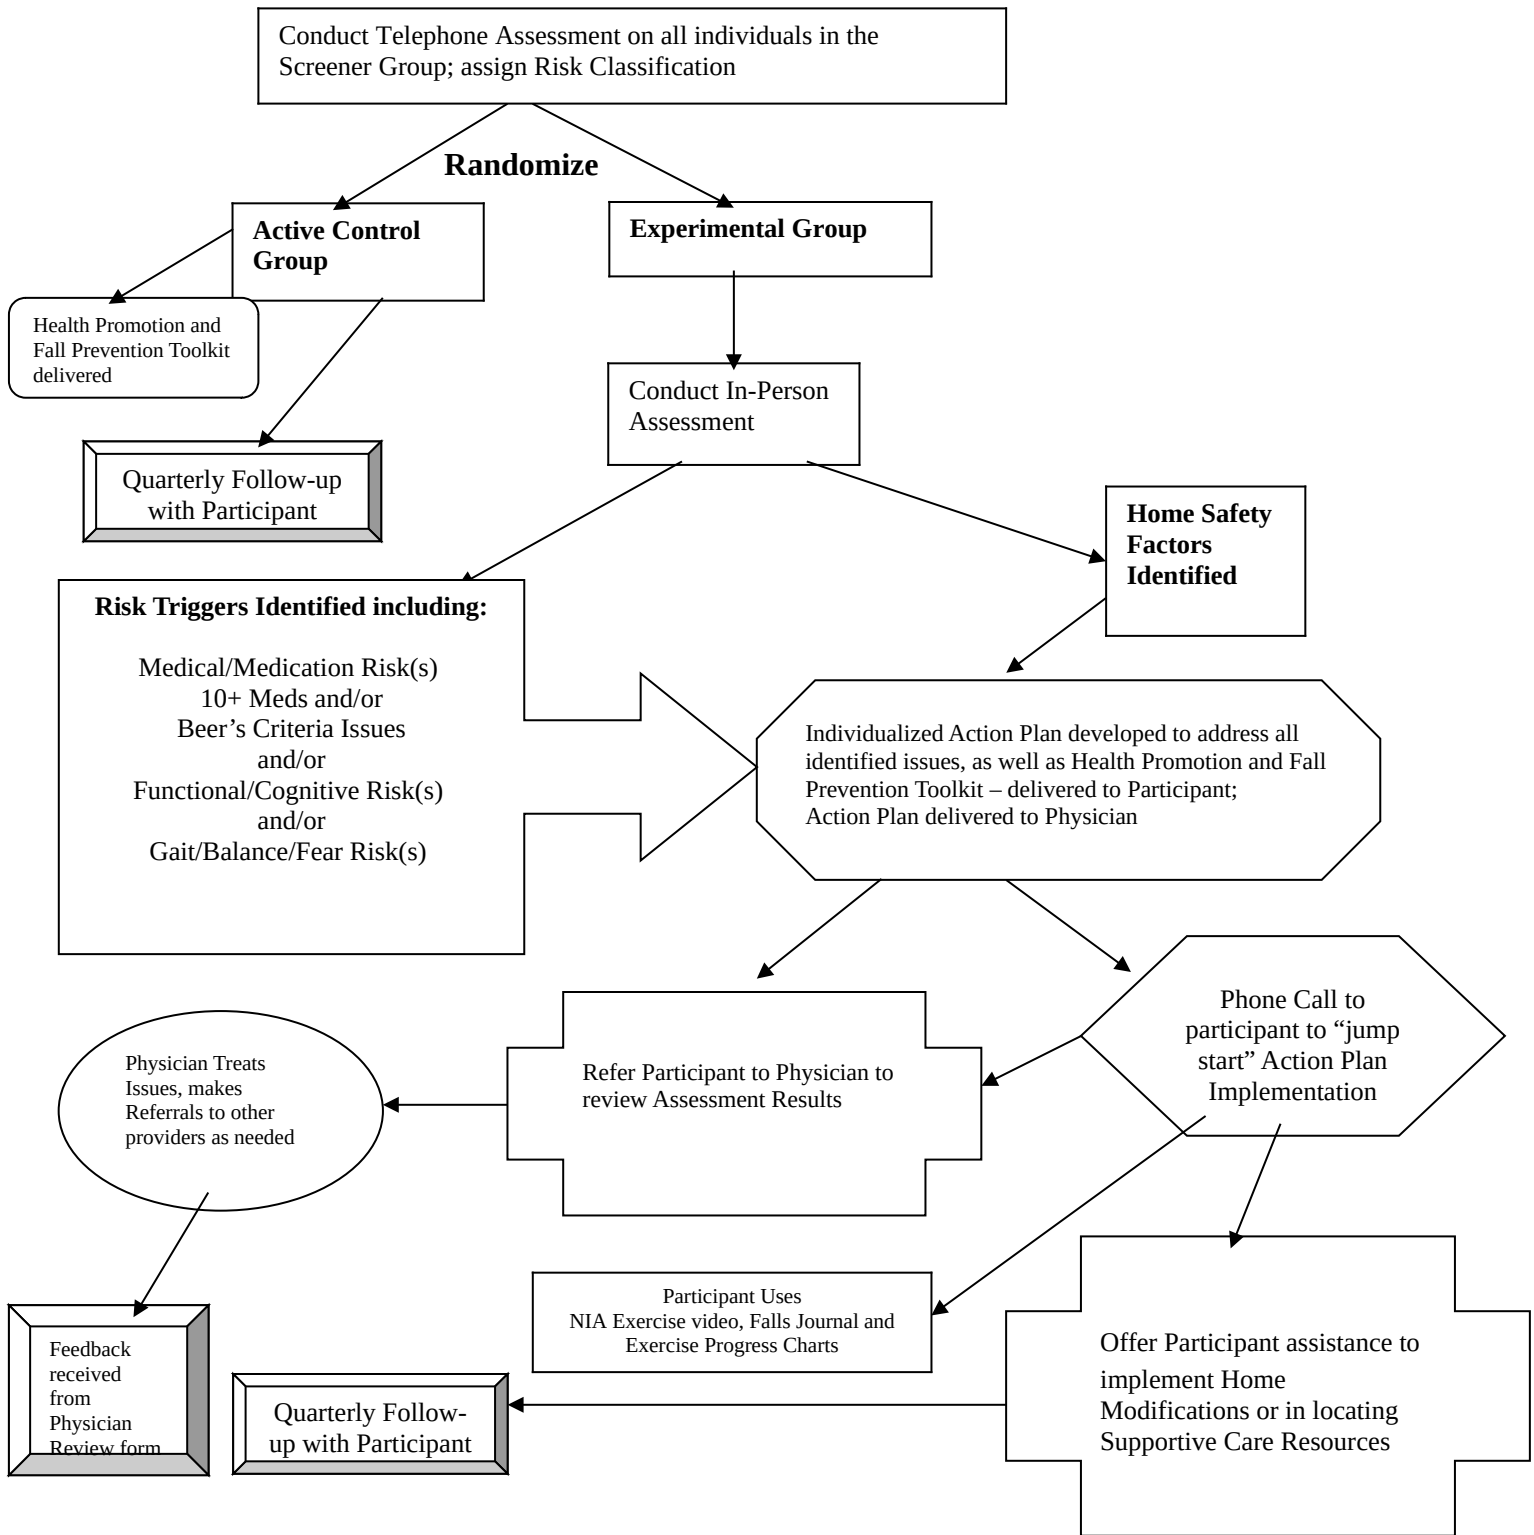 Conduct Telephone Assessment on all individuals in the
Screener Group; assign Risk Classification
Randomize
Active Control
Group
Experimental Group
Health Promotion and
Fall Prevention Toolkit
delivered
Conduct In-Person
Assessment
Quarterly Follow-up
with Participant
Home Safety
Factors
Identified
Risk Triggers Identified including:
Medical/Medication Risk(s)
10+ Meds and/or
Beer’s Criteria Issues
and/or
Functional/Cognitive Risk(s)
and/or
Gait/Balance/Fear Risk(s)
Individualized Action Plan developed to address all
identified issues, as well as Health Promotion and Fall
Prevention Toolkit – delivered to Participant;
Action Plan delivered to Physician
Phone Call to
participant to “jump
start” Action Plan
Implementation
Refer Participant to Physician to
review Assessment Results
Physician Treats
Issues, makes
Referrals to other
providers as needed
Participant Uses
NIA Exercise video, Falls Journal and
Exercise Progress Charts
Offer Participant assistance to
implement Home
Modifications or in locating
Supportive Care Resources
Feedback
received
from
Physician
Review form
Quarterly Follow-
up with Participant